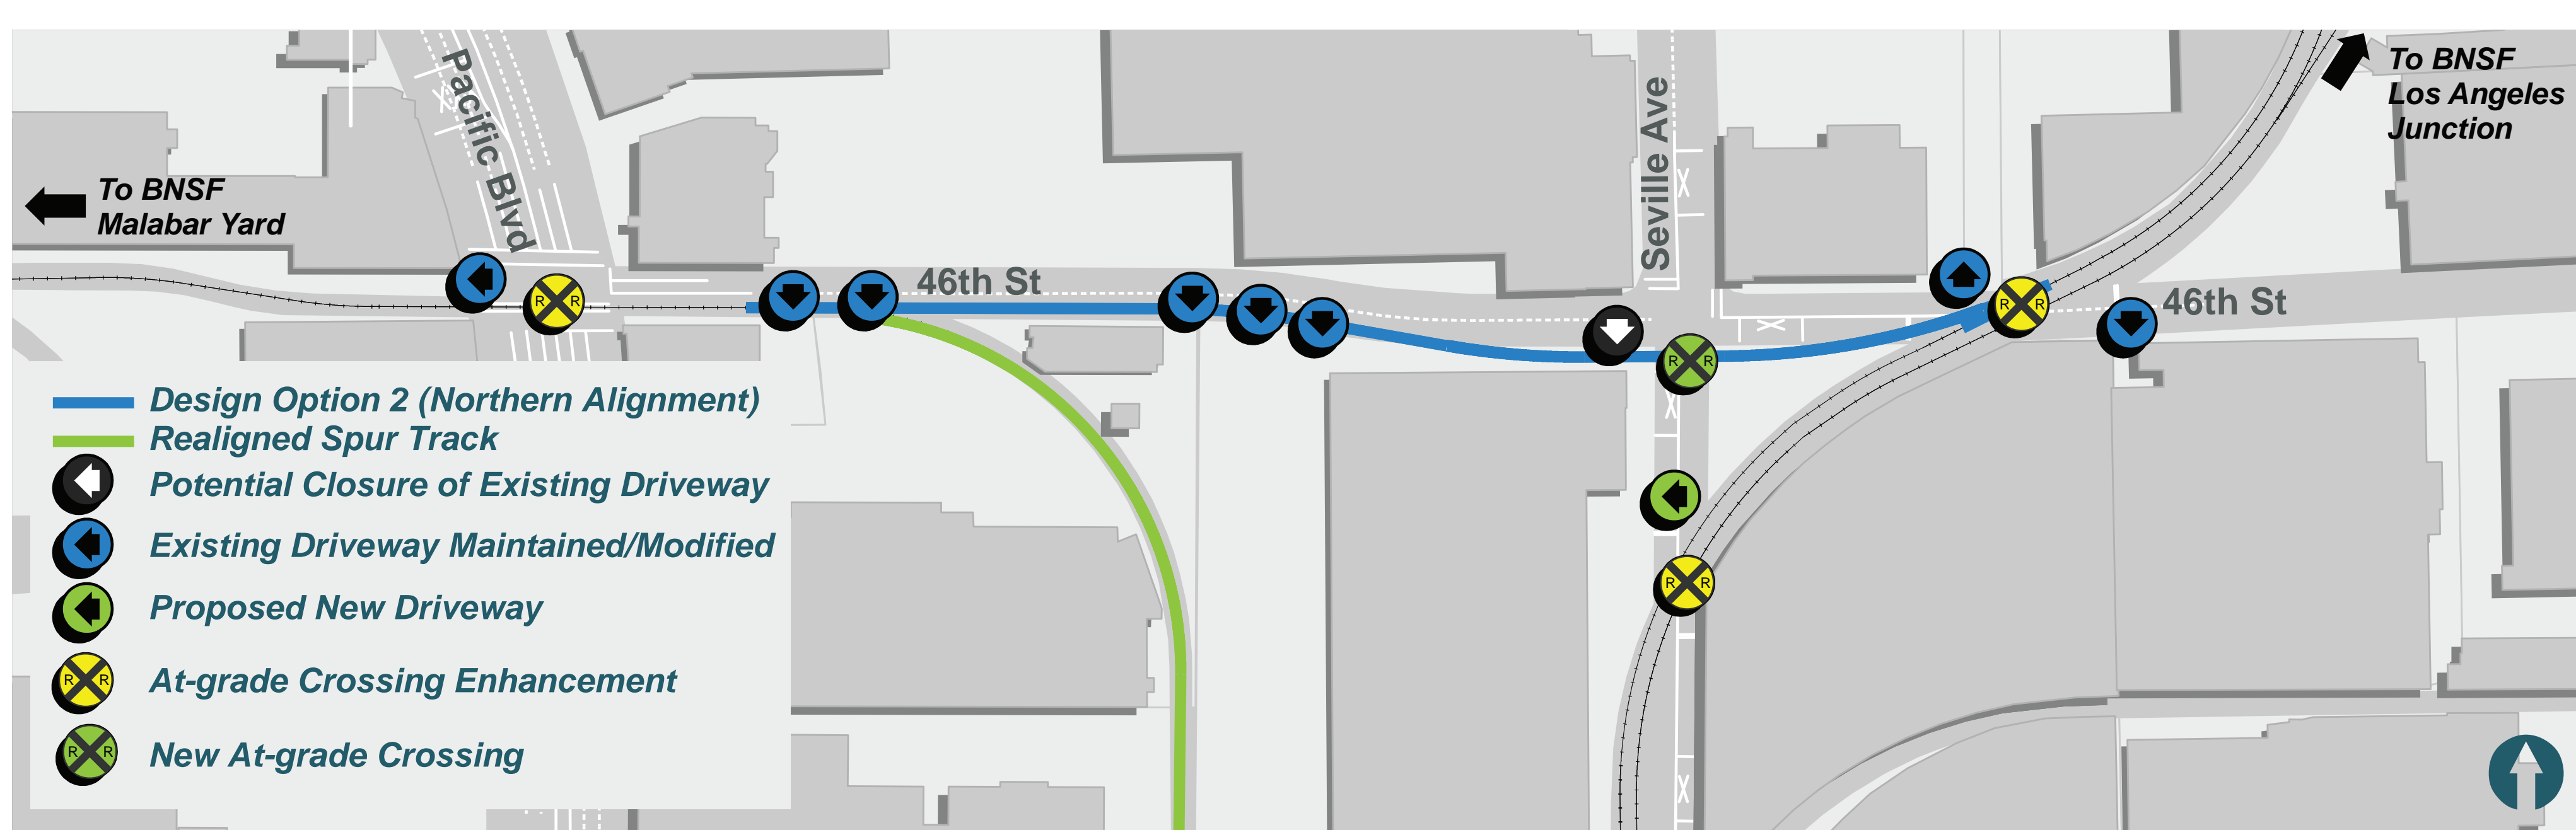 Pacific Blvd
To BNSF
Malabar Yard
46th St
Seville Ave
To BNSF
Los Angeles
Junction
46th St
R R
R R
R R
R R
Design Option 2 (Northern Alignment)
Realigned Spur Track
Potential Closure of Existing Driveway
Existing Driveway Maintained/Modified
Proposed New Driveway
R R
At-grade Crossing Enhancement
R R
New At-grade Crossing